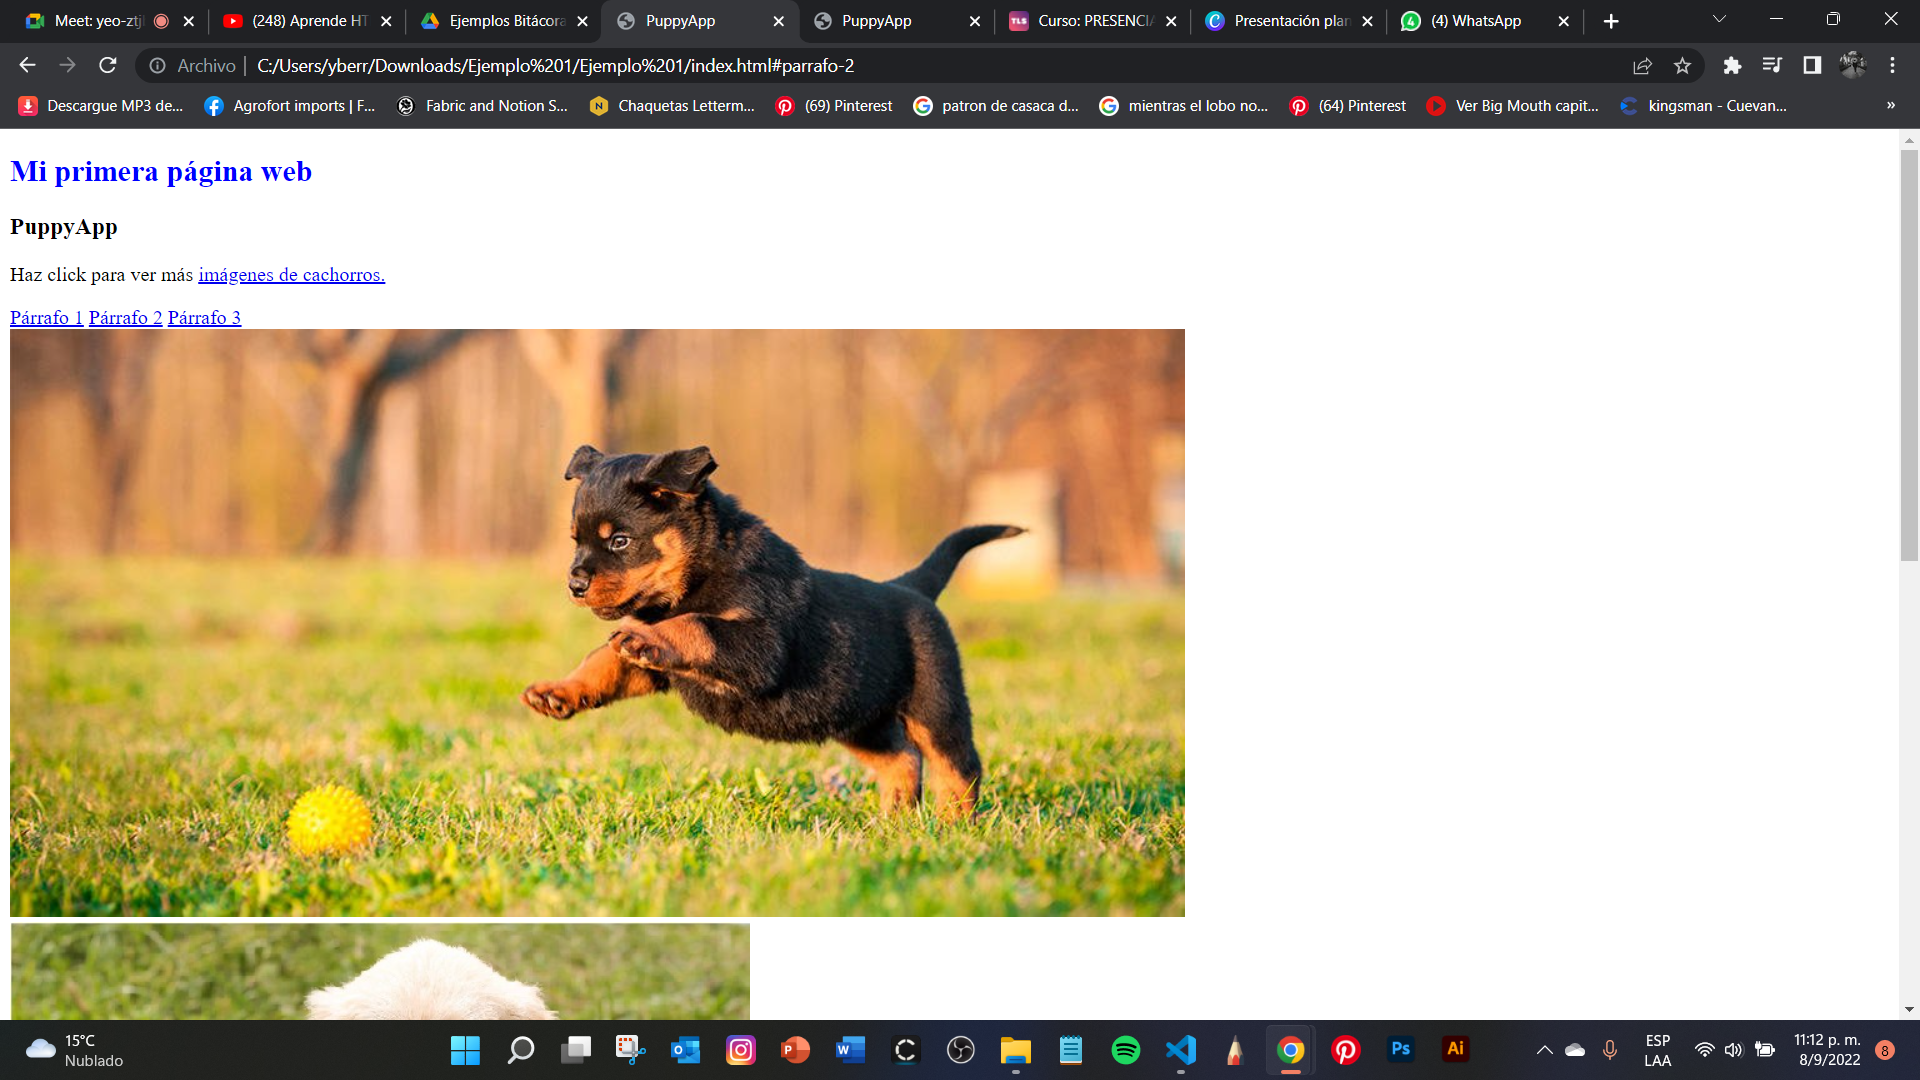 Meet: yeo-ztj
(248) Aprende HT
Ejemplos Bitácora
PuppyApp
PuppyApp
TLS
Curso: PRESENCIA
Presentación plan
4
(4) WhatsApp
Archivo
C:/Users/yberr/Downloads/Ejemplo%201/Ejemplo%201/index.html#parrafo-2
Descargue MP3 de...
Agrofort imports | F...
Fabric and Notion S...
N
Chaquetas Letterm...
(69) Pinterest
patron de casaca d...
mientras el lobo no...
(64) Pinterest
Ver Big Mouth capit...
kingsman - Cuevan...
»
Mi primera página web
PuppyApp
Haz click para ver más imágenes de cachorros.
Párrafo 1 Párrafo 2 Párrafo 3
15°C
Nublado
Ps
Ai
ESP
LAA
11:12 p. m.
8/9/2022
8